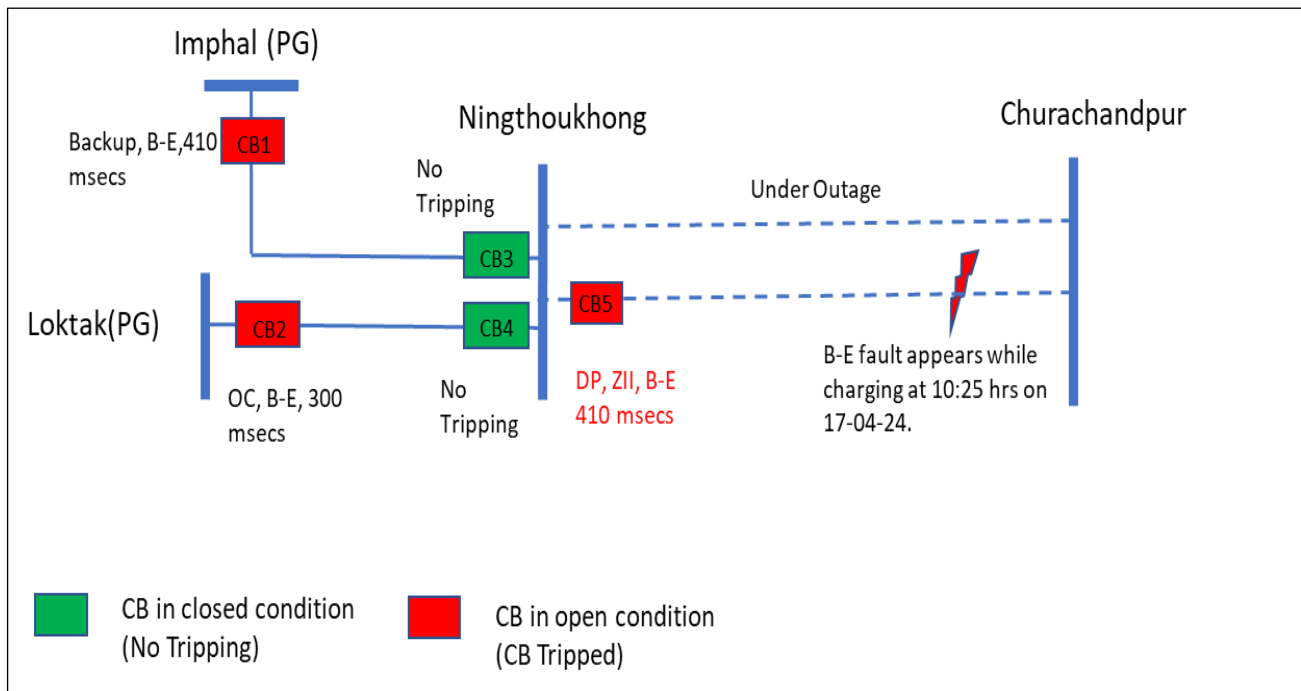 Imphal (PG)
Backup, B-E,410
msecs
CB1
Ningthoukhong
Churachandpur
No
Tripping
Under Outage
CB3
Loktak(PG)
CB2
CB4
CB5
OC, B-E, 300
msecs
No
Tripping
DP, ZII, B-E
410 msecs
B-E fault appears while
charging at 10:25 hrs on
17-04-24.
CB in closed condition
(No Tripping)
CB in open condition
(CB Tripped)